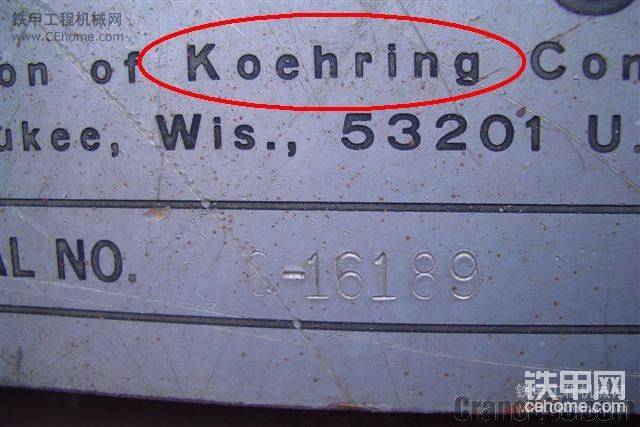 铁甲工程机械网
www.CEhome.com
on of Koehring Com
ukee, Wis., 53201 U.
AL NO. -16189
铁甲网
cehome.com